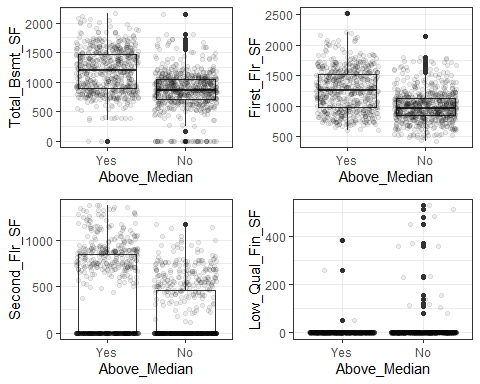 Total_Bsmt_SF
2000
1500
1000
500
0
Yes
No
Above_Median
First_Flr_SF
2500
2000
1500
1000
500
Yes
No
Above_Median
Second_Flr_SF
1000
500
0
Yes
No
Above_Median
Low_Qual_Fin_SF
400
200
0
Yes
No
Above_Median